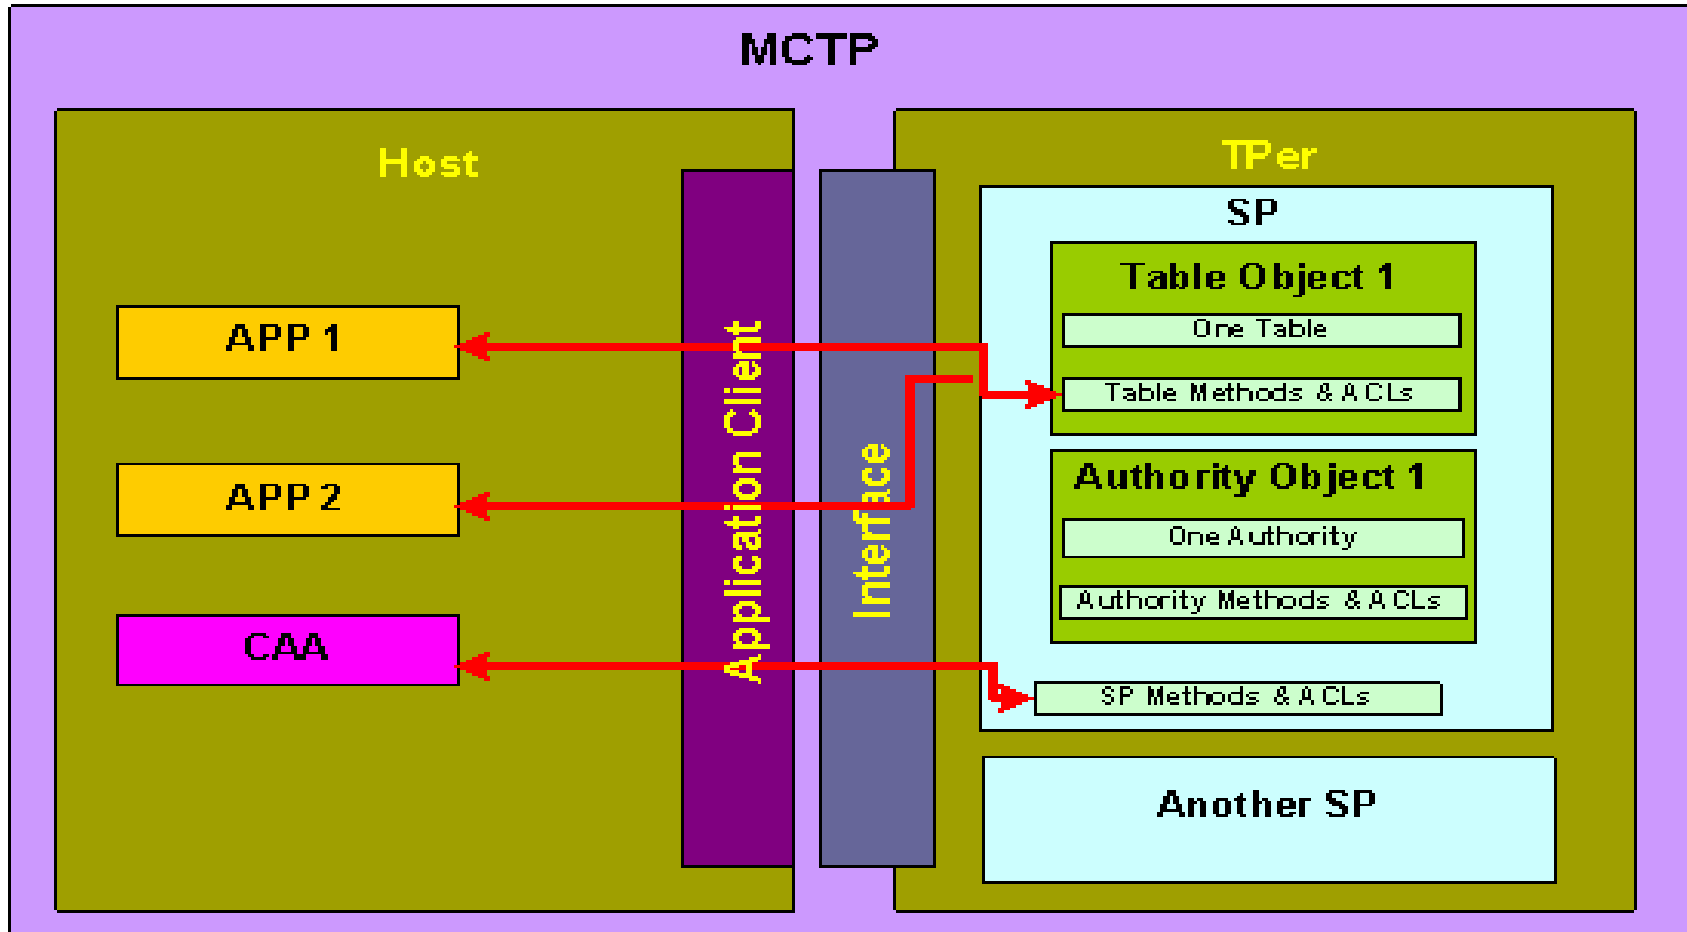 MCTP
Host
APP 1
APP 2
CAA
Application Client
Interface
TPer
SP
Table Object 1
One Table
Table Methods & ACLs
Authority Object 1
One Authority
Authority Methods & ACLs
SP Methods & ACLs
Another SP